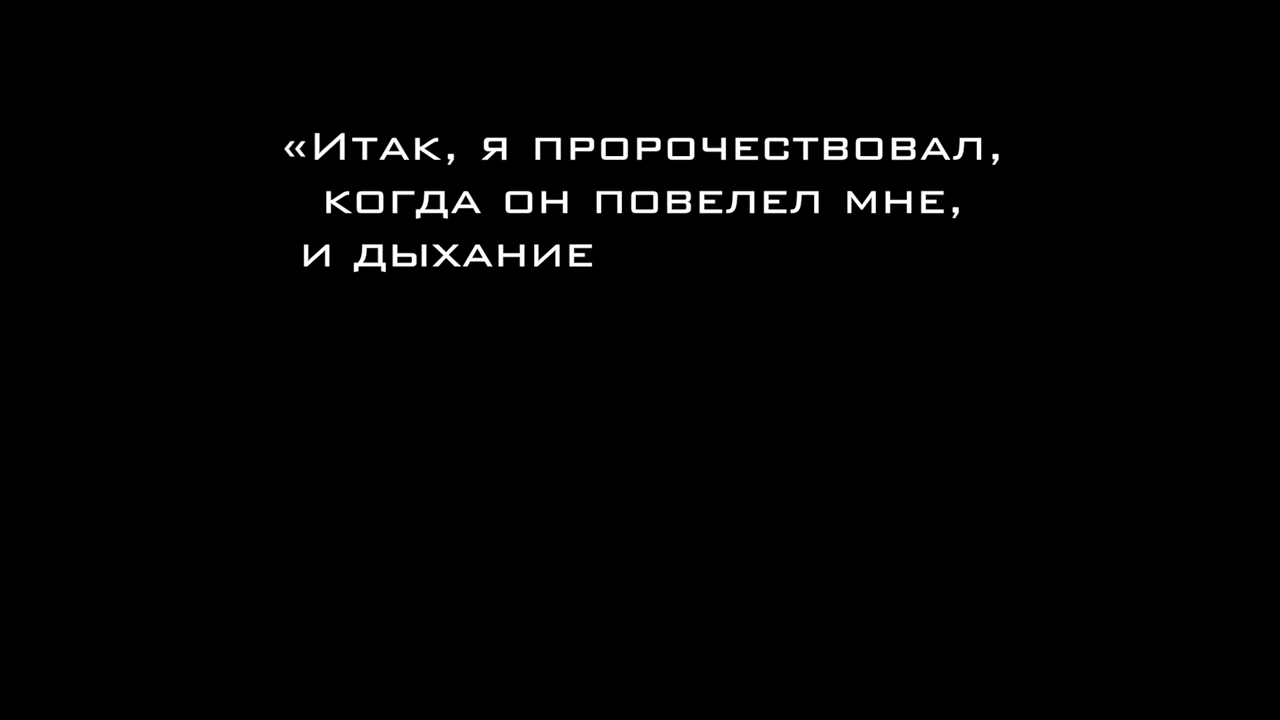 «Итак, я пророчествовал,
когда он повелел мне,
и дыхание